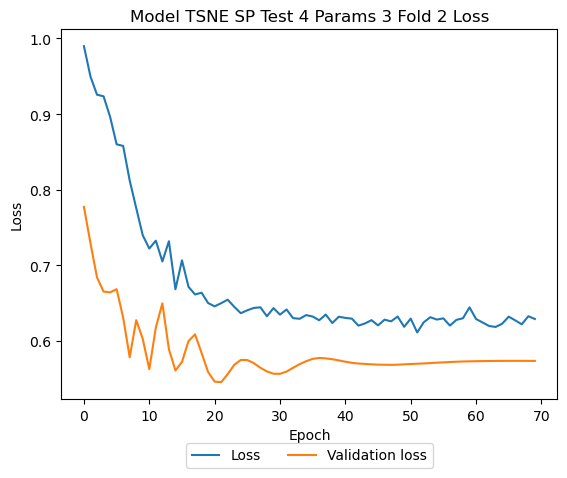 Model TSNE SP Test 4 Params 3 Fold 2 Loss
1.0
0.9
0.8
0.7
0.6
Loss
0 10 20 30 40 50 60 70
Epoch
Loss Validation loss